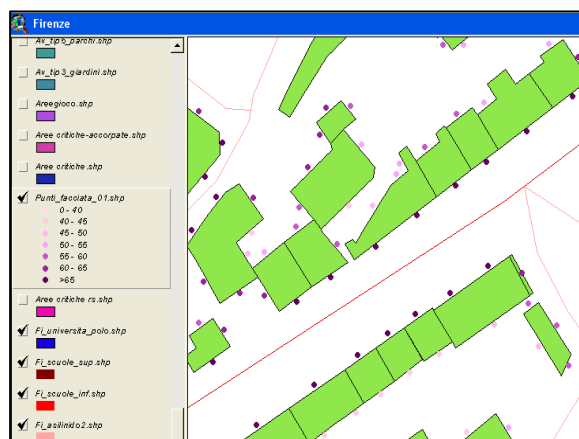 Firenze
Av_tip5_parchi.shp
Av_tip3_giardini.shp
Areegioco.shp
Aree critiche-accorpate.shp
Aree critiche.shp
Punti_facciata_01.shp
0 - 40
40 - 45
45 - 50
50 - 55
55 - 60
60 - 65
>65
Aree critiche rs.shp
Fi_universita_polo.shp
Fi_scuole_sup.shp
Fi_scuole_inf.shp
Fi_asilinido2.shp